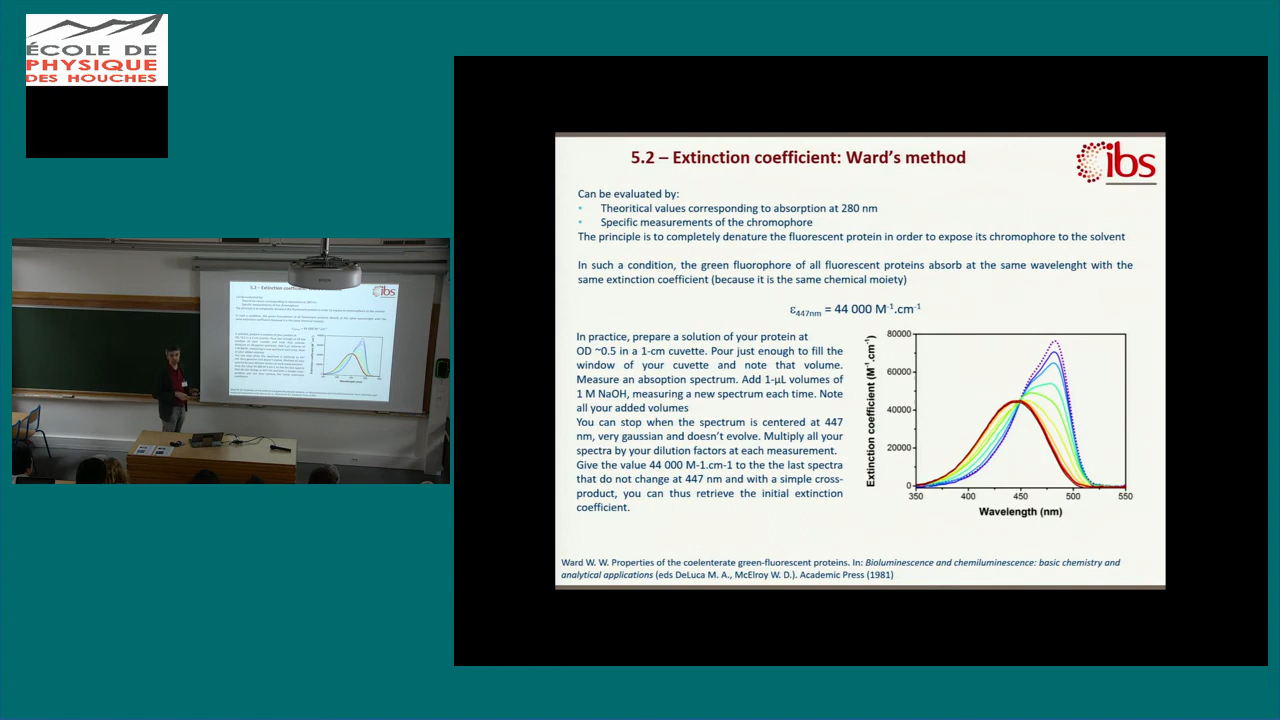 ÉCOLE DE
PHYSIQUE
DES HOUCHES
5.2 – Extinction coefficient: Ward's method
ibs
Can be evaluated by:
• Theoritical values corresponding to absorption at 280 nm
• Specific measurements of the chromophore
The principle is to completely denature the fluorescent protein in order to expose its chromophore to the solvent
In such a condition, the green fluorophore of all fluorescent proteins absorb at the same wavelenght with the
same extinction coefficient (because it is the same chemical moiety)
ε447nm = 44 000 M-1.cm-1
In practice, prepare a solution of your protein at
OD ~0.5 in a 1-cm cuvette. Pour just enough to fill the
window of your cuvette and note that volume.
Measure an absoption spectrum. Add 1-µL volumes of
1 M NaOH, measuring a new spectrum each time. Note
all your added volumes
You can stop when the spectrum is centered at 447
nm, very gaussian and doesn't evolve. Multiply all your
spectra by your dilution factors at each measurement.
Give the value 44 000 M-1.cm-1 to the the last spectra
that do not change at 447 nm and with a simple cross-
product, you can thus retrieve the initial extinction
coefficient.
Extinction coefficient (M-1.cm-1)
80000
60000
40000
20000
0
350 400 450 500 550
Wavelength (nm)
Ward W. W. Properties of the coelenterate green-fluorescent proteins. In: Bioluminescence and chemiluminescence: basic chemistry and
analytical applications (eds DeLuca M. A., McElroy W. D.). Academic Press (1981)
5.2 – Extinction coefficient: